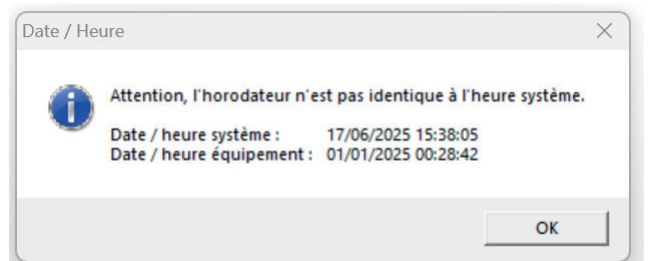 Date / Heure
Attention, l'horodateur n'est pas identique à l'heure système.
Date / heure système : 17/06/2025 15:38:05
Date / heure équipement : 01/01/2025 00:28:42
OK